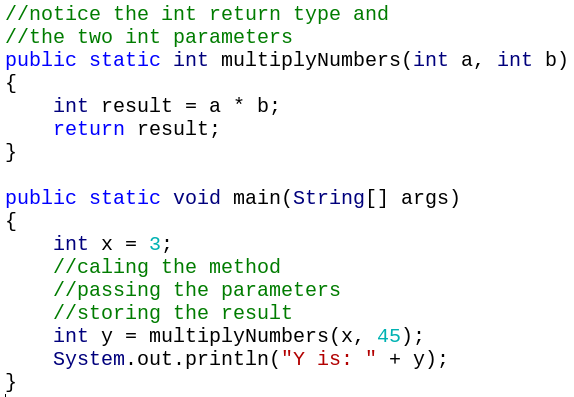 //notice the int return type and
//the two int parameters
public static int multiplyNumbers(int a, int b)
{
    int result = a * b;
    return result;
}

public static void main(String[] args)
{
    int x = 3;
    //caling the method
    //passing the parameters
    //storing the result
    int y = multiplyNumbers(x, 45);
    System.out.println("Y is: " + y);
}